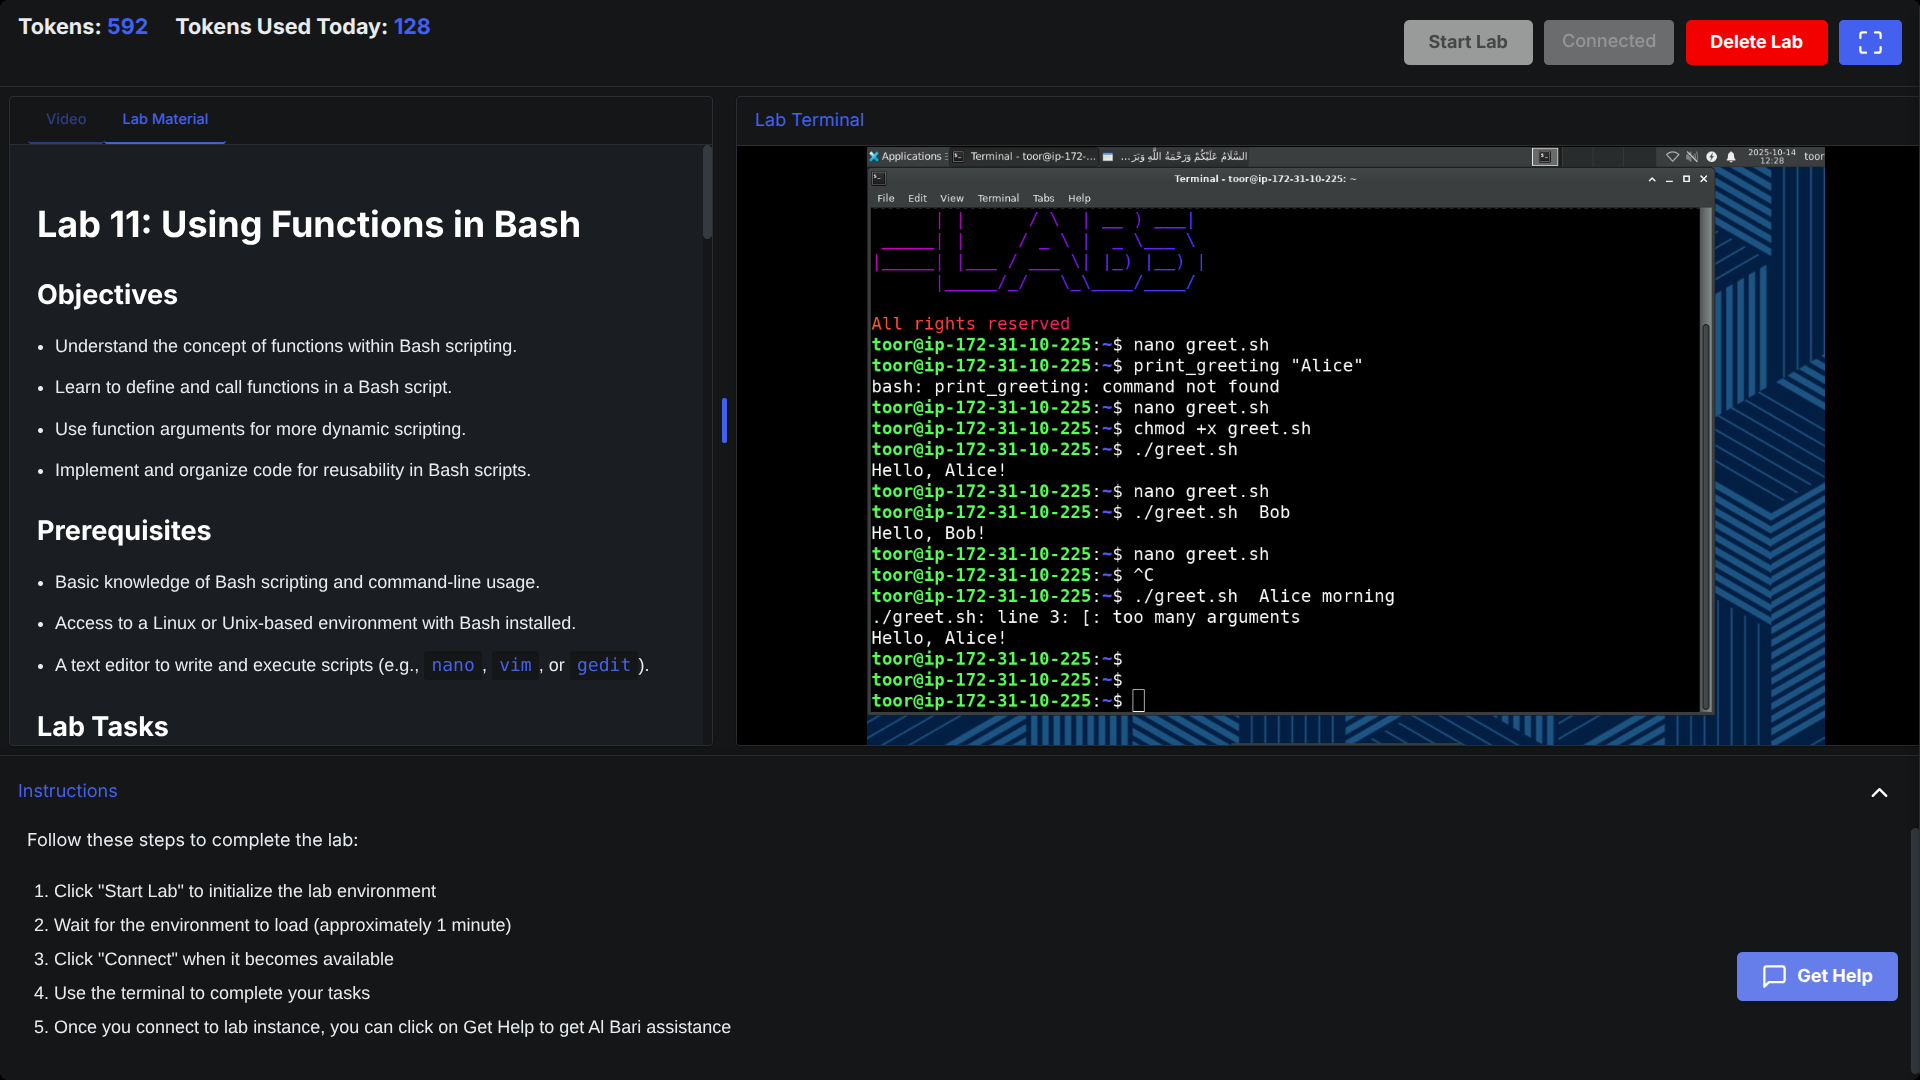 Tokens: 592 Tokens Used Today: 128
Start Lab
Connected
Delete Lab
Video
Lab Material
Lab 11: Using Functions in Bash
Objectives
• Understand the concept of functions within Bash scripting.
• Learn to define and call functions in a Bash script.
• Use function arguments for more dynamic scripting.
• Implement and organize code for reusability in Bash scripts.
Prerequisites
• Basic knowledge of Bash scripting and command-line usage.
• Access to a Linux or Unix-based environment with Bash installed.
• A text editor to write and execute scripts (e.g., nano, vim, or gedit).
Lab Tasks
Lab Terminal
Applications
Terminal - toor@ip-172-...
السَّلَامُ عَلَيْكُمْ وَرَحْمَةُ اللَّهِ وَبَرَ...
2025-10-14
12:28
toor
Terminal - toor@ip-172-31-10-225: ~
File Edit View Terminal Tabs Help
LABS
All rights reserved
toor@ip-172-31-10-225:~$ nano greet.sh
toor@ip-172-31-10-225:~$ print_greeting "Alice"
bash: print_greeting: command not found
toor@ip-172-31-10-225:~$ nano greet.sh
toor@ip-172-31-10-225:~$ chmod +x greet.sh
toor@ip-172-31-10-225:~$ ./greet.sh
Hello, Alice!
toor@ip-172-31-10-225:~$ nano greet.sh
toor@ip-172-31-10-225:~$ ./greet.sh  Bob
Hello, Bob!
toor@ip-172-31-10-225:~$ nano greet.sh
toor@ip-172-31-10-225:~$ ^C
toor@ip-172-31-10-225:~$ ./greet.sh  Alice morning
./greet.sh: line 3: [: too many arguments
Hello, Alice!
toor@ip-172-31-10-225:~$
toor@ip-172-31-10-225:~$
toor@ip-172-31-10-225:~$
Instructions
Follow these steps to complete the lab:
1. Click "Start Lab" to initialize the lab environment
2. Wait for the environment to load (approximately 1 minute)
3. Click "Connect" when it becomes available
4. Use the terminal to complete your tasks
5. Once you connect to lab instance, you can click on Get Help to get Al Bari assistance
Get Help